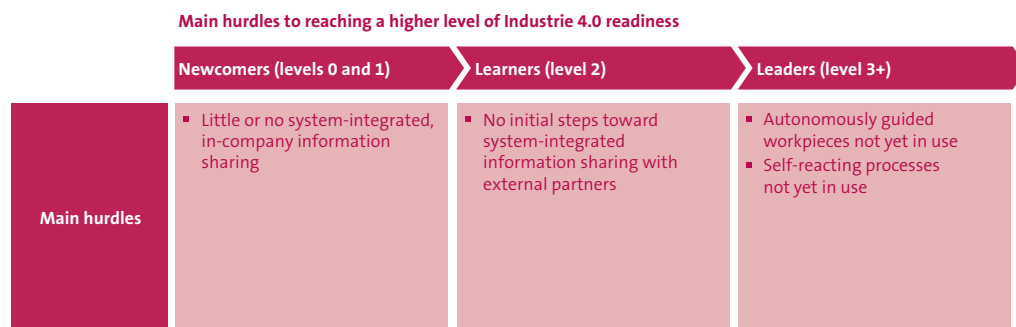 Main hurdles to reaching a higher level of Industrie 4.0 readiness
Newcomers (levels 0 and 1)
Learners (level 2)
Leaders (level 3+)
Main hurdles
▪ Little or no system-integrated,
in-company information
sharing
▪ No initial steps toward
system-integrated
information sharing with
external partners
▪ Autonomously guided
workpieces not yet in use
▪ Self-reacting processes
not yet in use